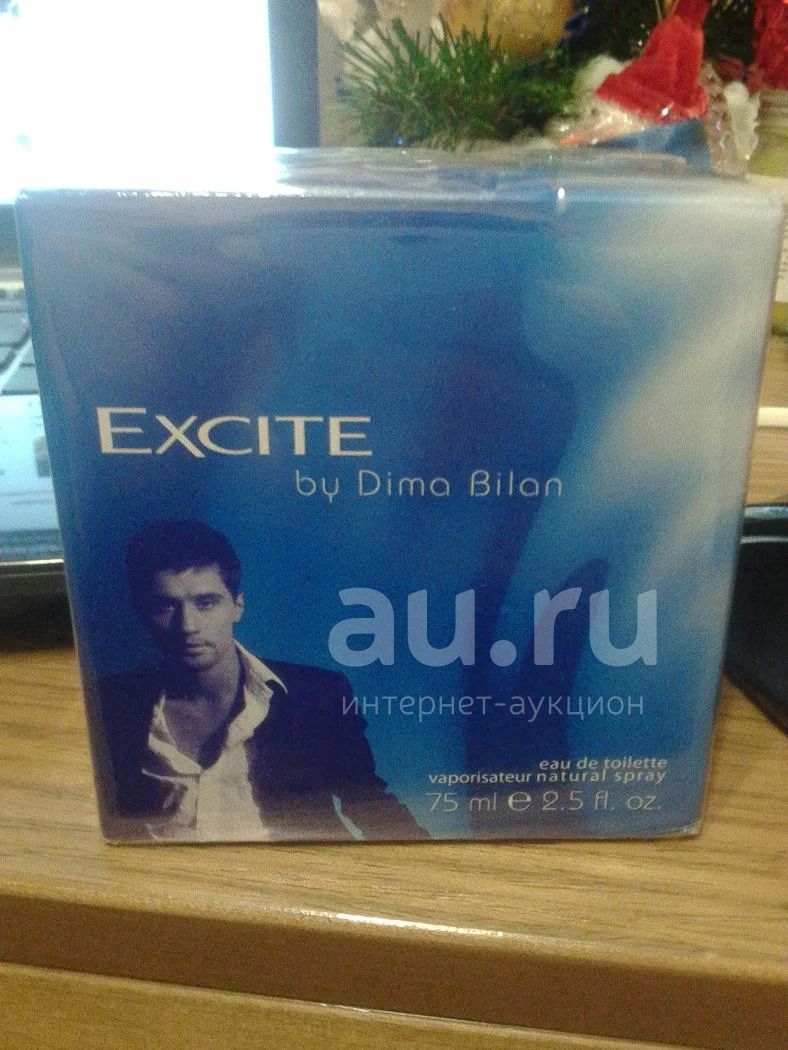 EXCITE
by Dima Bilan
au.ru
интернет-аукцион
eau de toilette
vaporisateur natural spray
75 ml e 2.5 fl. oz.